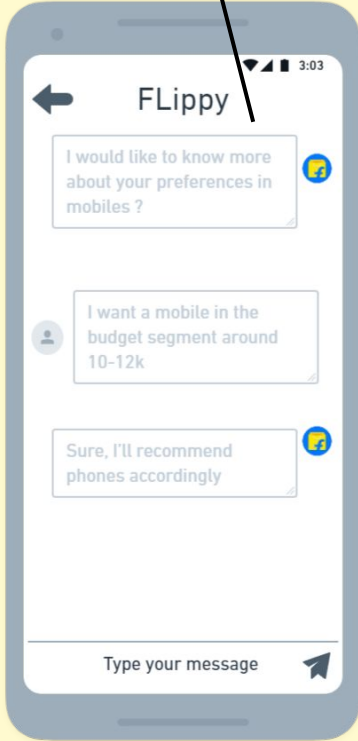 3:03
FLippy
I would like to know more
about your preferences in
mobiles ?
I want a mobile in the
budget segment around
10-12k
Sure, I'll recommend
phones accordingly
Type your message